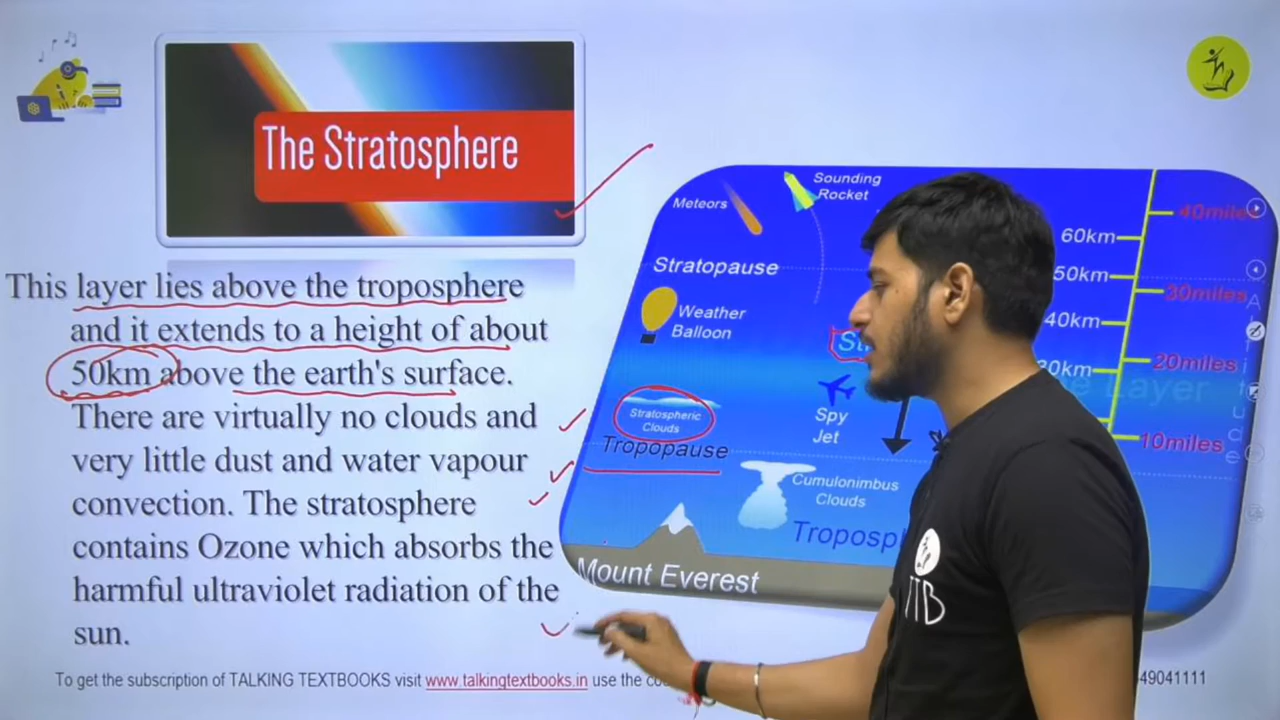 The Stratosphere
This layer lies above the troposphere
and it extends to a height of about
50km above the earth's surface.
There are virtually no clouds and
very little dust and water vapour
convection. The stratosphere
contains Ozone which absorbs the
harmful ultraviolet radiation of the
sun.
Meteors
Sounding
Rocket
40miles
60km
Stratopause
50km
30miles
Weather
Balloon
40km
20miles
30km
Layer
Stratospheric
Clouds
Spy
Jet
10miles
Tropopause
Cumulonimbus
Clouds
Mount Everest
TTB
To get the subscription of TALKING TEXTBOOKS visit www.talkingtextbooks.in use the
49041111